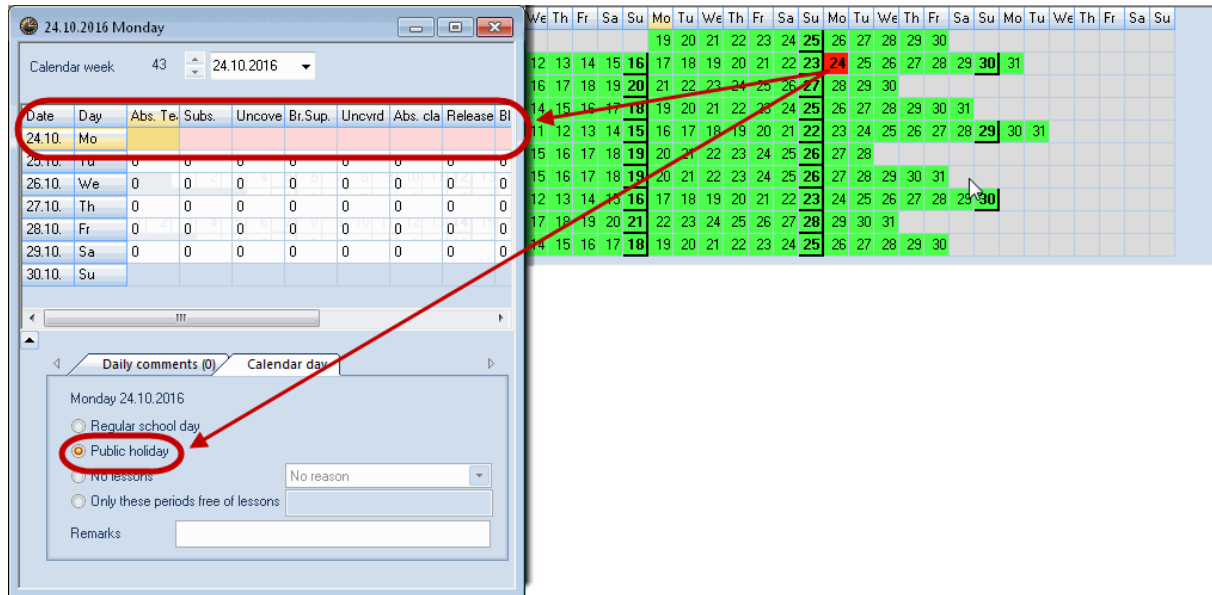 24.10.2016 Monday
Calendar week 43 24.10.2016
Date Day Abs. Te. Subs. Uncove Br.Sup. Uncvrd Abs. cla Release Bl
24.10. Mo
25.10. Tu 0 0 0 0 0 0 0 0
26.10. We 0 0 0 0 0 0 0 0
27.10. Th 0 0 0 0 0 0 0 0
28.10. Fr 0 0 0 0 0 0 0 0
29.10. Sa 0 0 0 0 0 0 0 0
30.10. Su
Daily comments (0) Calendar day
Monday 24.10.2016
Regular school day
Public holiday
No lessons No reason
Only these periods free of lessons
Remarks
We Th Fr Sa Su Mo Tu We Th Fr Sa Su Mo Tu We Th Fr Sa Su Mo Tu We Th Fr Sa Su
19 20 21 22 23 24 25 26 27 28 29 30
12 13 14 15 16 17 18 19 20 21 22 23 24 25 26 27 28 29 30 31
16 17 18 19 20 21 22 23 24 25 26 27 28 29 30
14 15 16 17 18 19 20 21 22 23 24 25 26 27 28 29 30 31
11 12 13 14 15 16 17 18 19 20 21 22 23 24 25 26 27 28 29 30 31
15 16 17 18 19 20 21 22 23 24 25 26 27 28
15 16 17 18 19 20 21 22 23 24 25 26 27 28 29 30 31
12 13 14 15 16 17 18 19 20 21 22 23 24 25 26 27 28 29 30
17 18 19 20 21 22 23 24 25 26 27 28 29 30 31
14 15 16 17 18 19 20 21 22 23 24 25 26 27 28 29 30